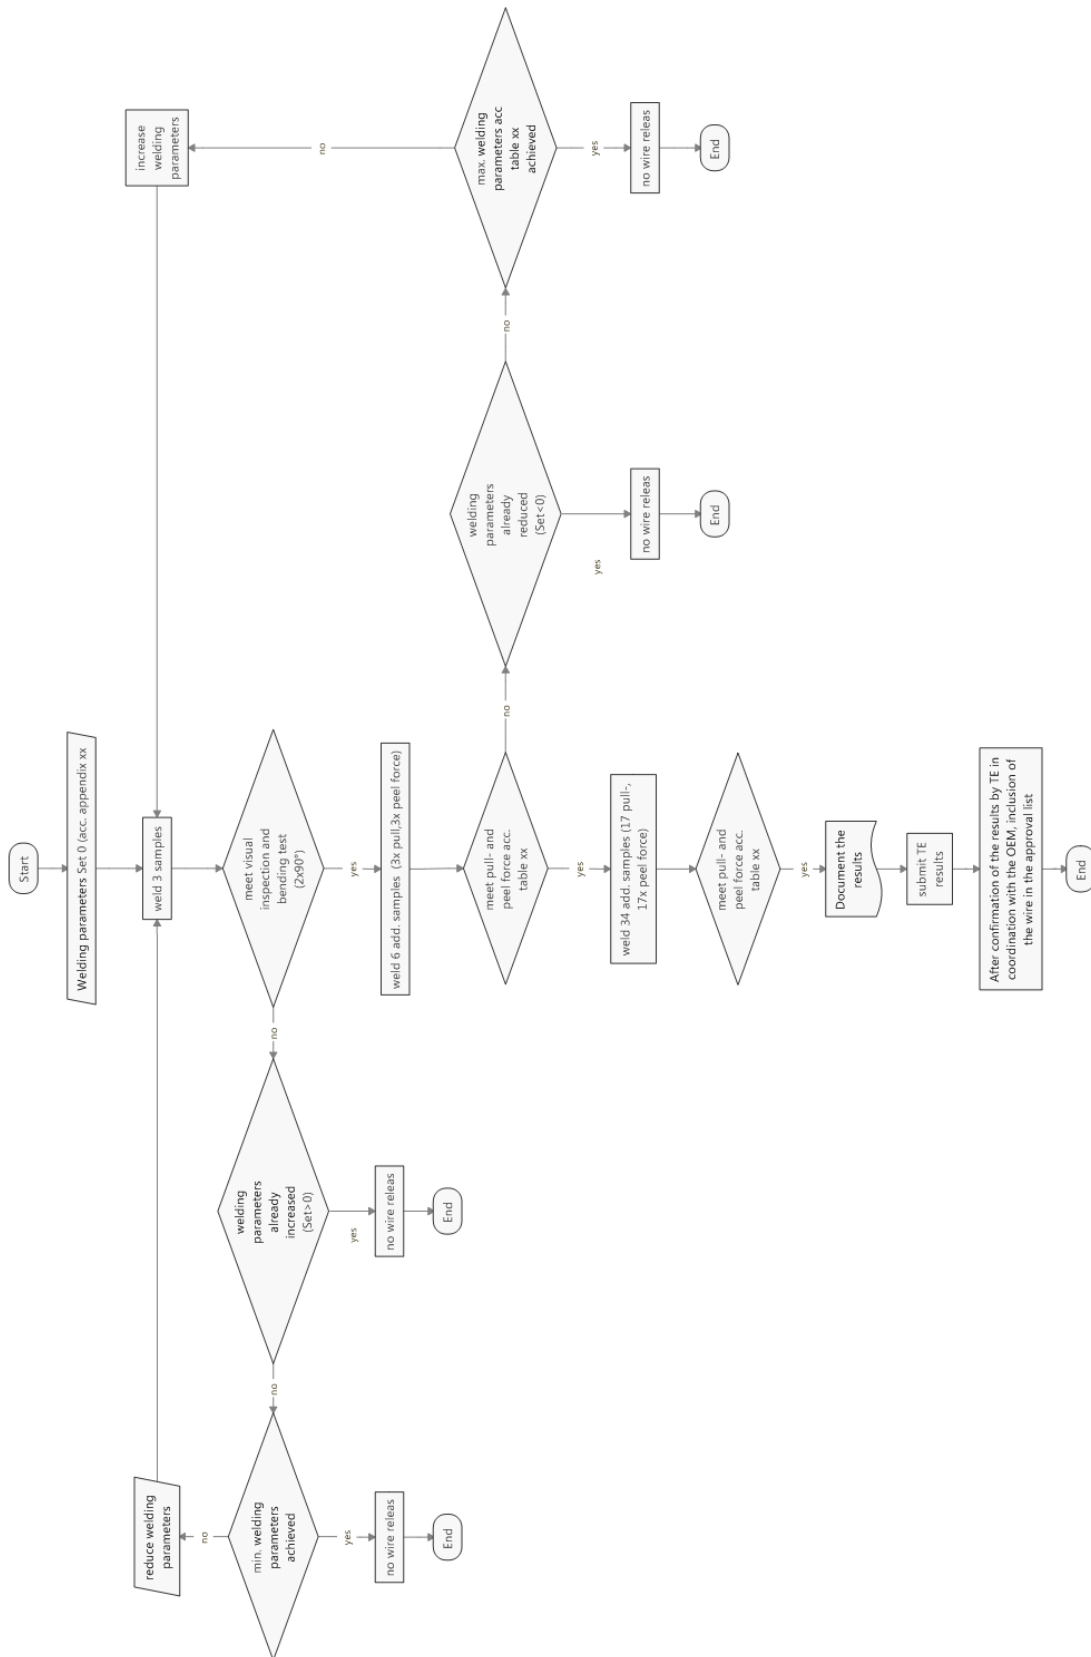 Start
Welding parameters Set 0 (acc. appendix xx
weld 3 samples
meet visual
inspection and
bending test
(2x90°)
yes
weld 6 add. samples  (3x pull,3x peel force)
meet pull- and
peel force acc.
table xx
yes
weld 34 add. samples (17 pull-,
17x peel force)
meet pull- and
peel force acc.
table xx
yes
Document the
results
submit TE
results
After confirmation of the results by TE in
coordination with the OEM, inclusion of
the wire in the approval list
End
no
welding
parameters
already
increased
(Set>0)
yes
no wire releas
End
no
min. welding
parameters
achieved
yes
no wire releas
End
no
reduce welding
parameters
no
welding
parameters
already
reduced
(Set<0)
yes
no wire releas
End
no
max. welding
parameters acc
table xx
achieved
yes
no wire releas
End
no
increase
welding
parameters